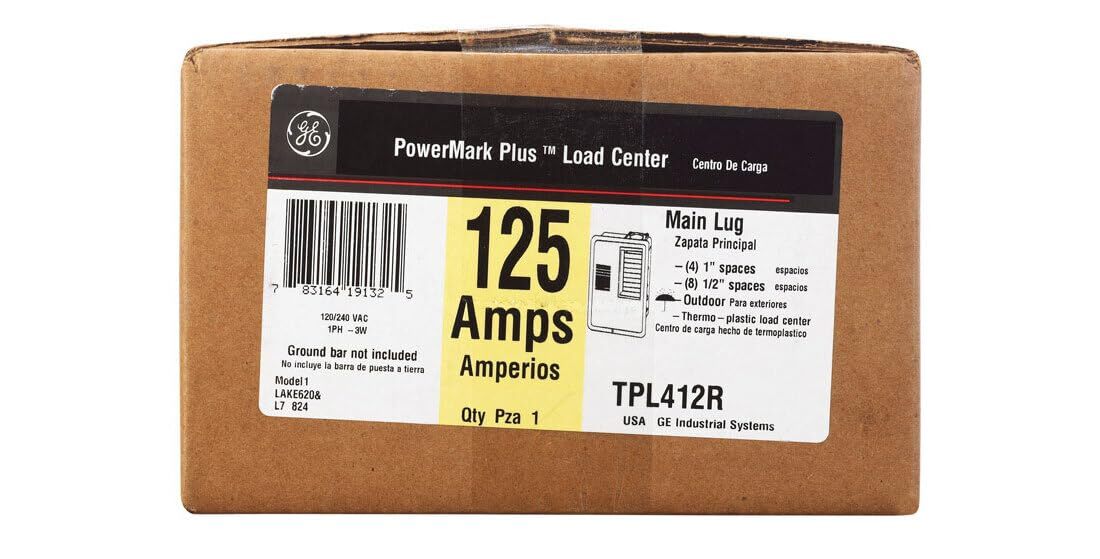 GE
PowerMark Plus ™ Load Center Centro De Carga
7 83164 19132 5
120/240 VAC
1PH –3W
Ground bar not included
No incluye la barra de puesta a tierra
Model1
LAKE620&
L7 824
125
Amps
Amperios
Qty Pza 1
Main Lug
Zapata Principal
– (4) 1" spaces espacios
– (8) 1/2" spaces espacios
– Outdoor Para exteriores
– Thermo – plastic load center
Centro de carga hecho de termoplastico
TPL412R
USA GE Industrial Systems